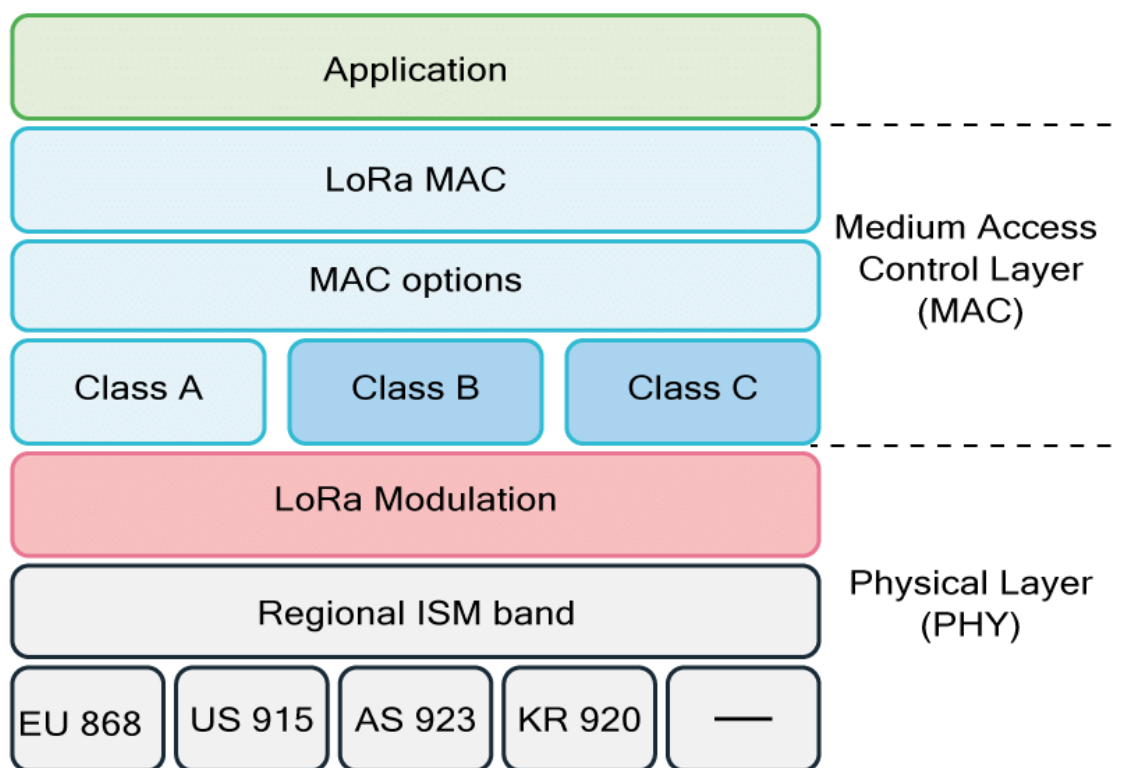 Application
LoRa MAC
MAC options
Medium Access
Control Layer
(MAC)
Class A
Class B
Class C
LoRa Modulation
Regional ISM band
Physical Layer
(PHY)
EU 868
US 915
AS 923
KR 920
—